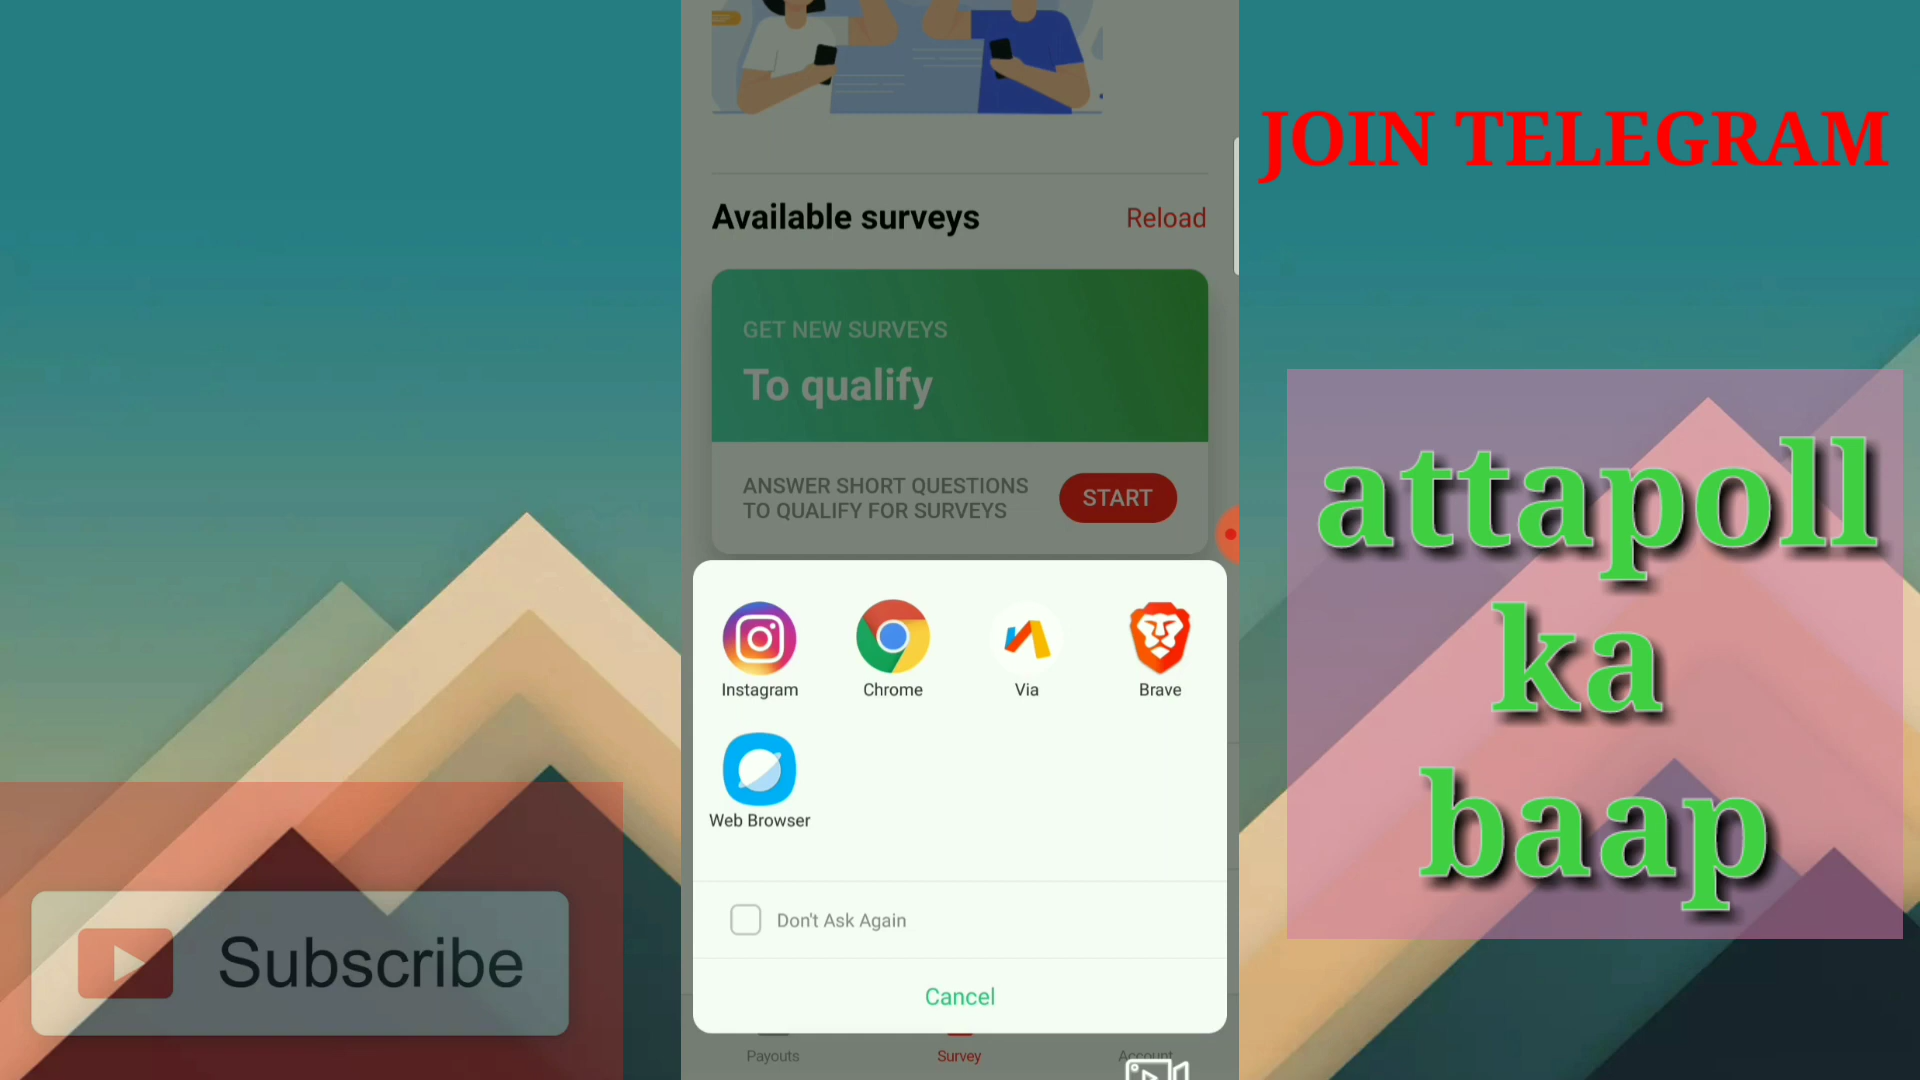 JOIN TELEGRAM
Available surveys
Reload
GET NEW SURVEYS
To qualify
ANSWER SHORT QUESTIONS
TO QUALIFY FOR SURVEYS
START
Instagram
Chrome
Via
Brave
Web Browser
Don't Ask Again
Cancel
Payouts
Survey
Account
attapoll
ka
baap
Subscribe